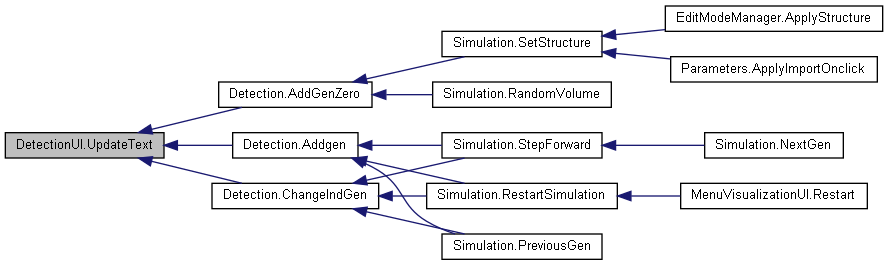 EditModeManager.ApplyStructure
Simulation.SetStructure
Parameters.ApplyImportOnclick
Detection.AddGenZero
Simulation.RandomVolume
DetectionUI.UpdateText
Detection.Addgen
Simulation.StepForward
Simulation.NextGen
Detection.ChangeIndGen
Simulation.RestartSimulation
MenuVisualizationUI.Restart
Simulation.PreviousGen